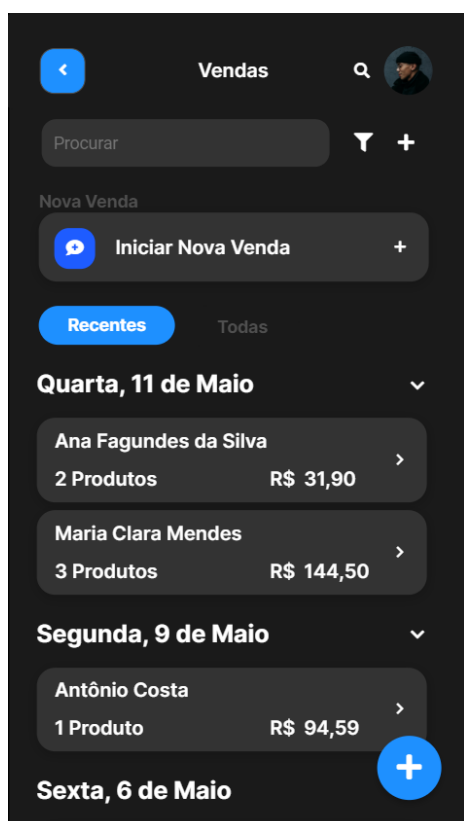 Vendas
Procurar
Nova Venda
Iniciar Nova Venda
Recentes Todas
Quarta, 11 de Maio
Ana Fagundes da Silva
2 Produtos R$ 31,90
Maria Clara Mendes
3 Produtos R$ 144,50
Segunda, 9 de Maio
Antônio Costa
1 Produto R$ 94,59
Sexta, 6 de Maio